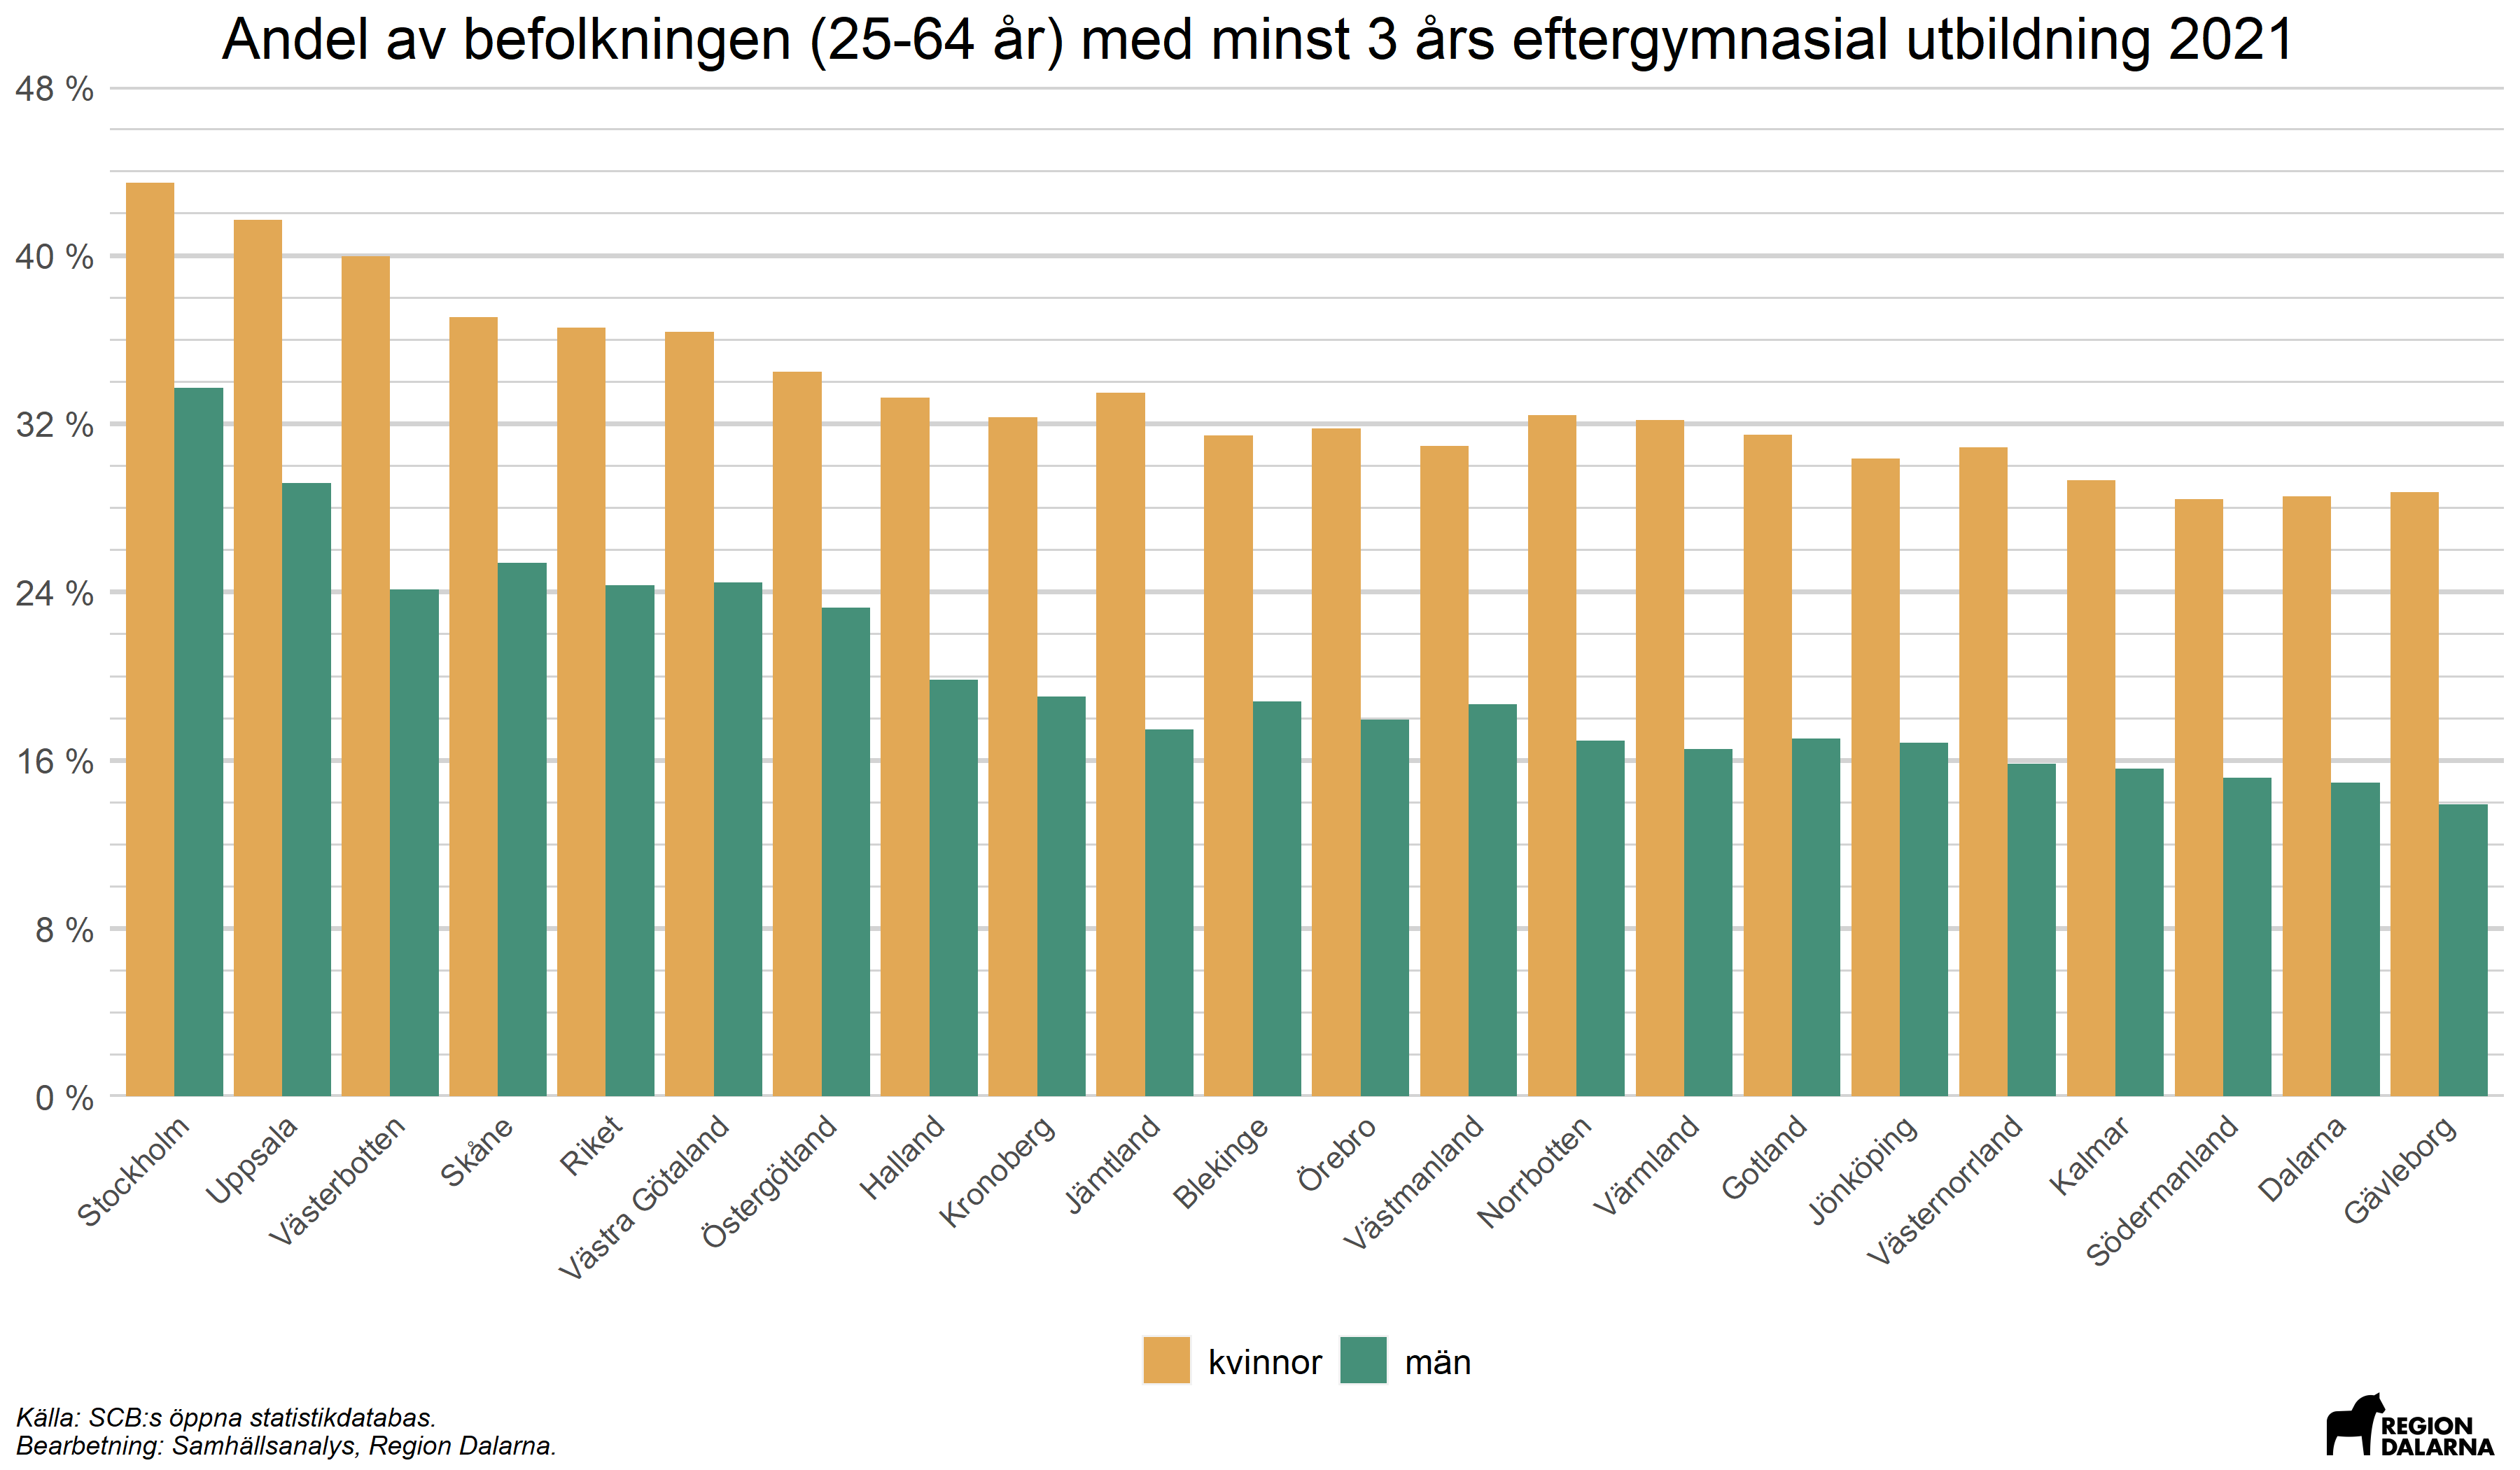 Andel av befolkningen (25-64 år) med minst 3 års eftergymnasial utbildning 2021
48 %
40 %
32 %
24 %
16 %
8 %
0 %
Stockholm
Uppsala
Västerbotten
Skåne
Riket
Västra Götaland
Östergötland
Halland
Kronoberg
Jämtland
Blekinge
Örebro
Västmanland
Norrbotten
Värmland
Gotland
Jönköping
Västernorrland
Kalmar
Södermanland
Dalarna
Gävleborg
kvinnor
män
Källa: SCB:s öppna statistikdatabas.
Bearbetning: Samhällsanalys, Region Dalarna.
REGION
DALARNA